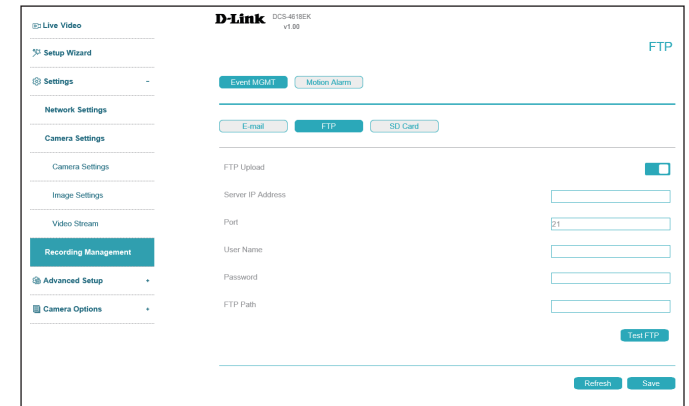 D-Link DCS-4618EK
v1.00
Live Video
Setup Wizard
Settings -
Network Settings
Camera Settings
Camera Settings
Image Settings
Video Stream
Recording Management
Advanced Setup +
Camera Options +
FTP
Event MGMT Motion Alarm
E-mail FTP SD Card
FTP Upload
Server IP Address
Port 21
User Name
Password
FTP Path
Test FTP
Refresh Save